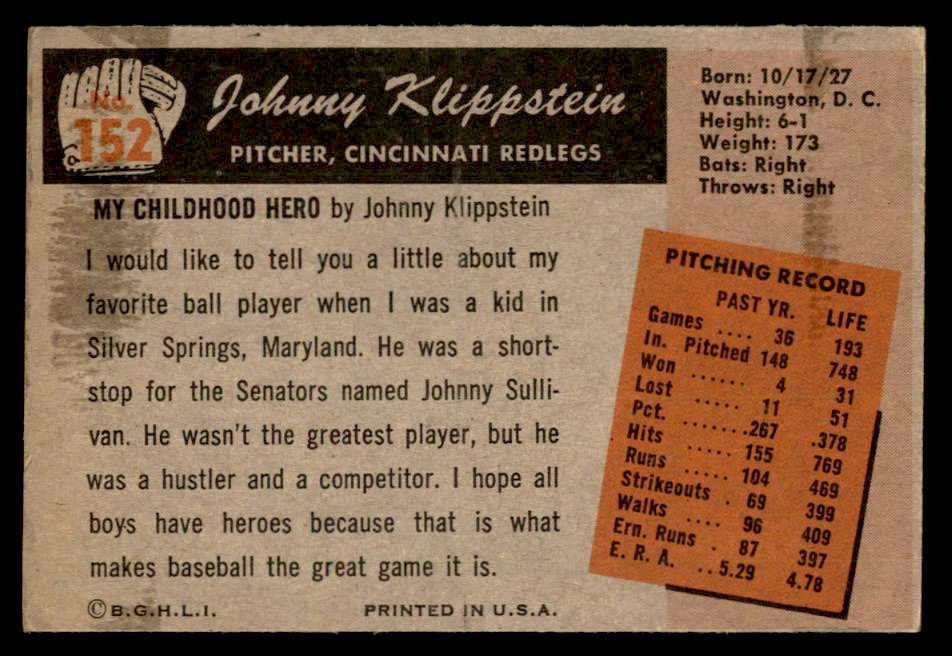 No.
152
Johnny Klippstein
PITCHER, CINCINNATI REDLEGS
Born: 10/17/27
Washington, D. C.
Height: 6-1
Weight: 173
Bats: Right
Throws: Right
MY CHILDHOOD HERO by Johnny Klippstein
I would like to tell you a little about my
favorite ball player when I was a kid in
Silver Springs, Maryland. He was a short-
stop for the Senators named Johnny Sulli-
van. He wasn't the greatest player, but he
was a hustler and a competitor. I hope all
boys have heroes because that is what
makes baseball the great game it is.
PITCHING RECORD
PAST YR. LIFE
Games .... 36 193
In. Pitched 148 748
Won ...... 4 31
Lost ..... 11 51
Pct. ...... .267 .378
Hits ..... 155 769
Runs ..... 104 469
Strikeouts . 69 399
Walks .... 96 409
Ern. Runs . 87 397
E. R. A. .. 5.29 4.78
© B.G.H.L.I. PRINTED IN U.S.A.